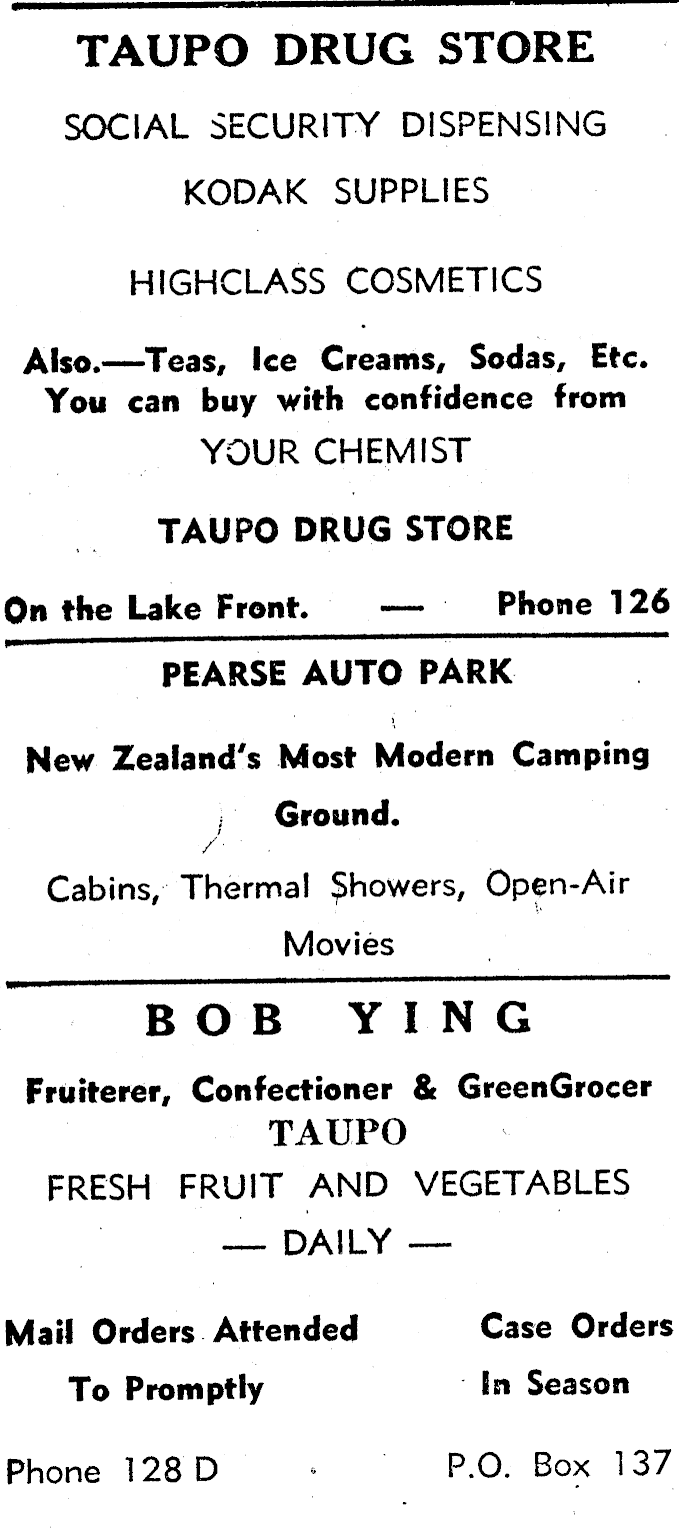 TAUPO DRUG STORE
SOCIAL SECURITY DISPENSING
KODAK SUPPLIES
HIGHCLASS COSMETICS
Also.—Teas, Ice Creams, Sodas, Etc.
You can buy with confidence from
YOUR CHEMIST
TAUPO DRUG STORE
On the Lake Front. — Phone 126
PEARSE AUTO PARK
New Zealand's Most Modern Camping
Ground.
Cabins, Thermal Showers, Open-Air
Movies
BOB YING
Fruiterer, Confectioner & GreenGrocer
TAUPO
FRESH FRUIT AND VEGETABLES
— DAILY —
Mail Orders Attended Case Orders
To Promptly In Season
Phone 128 D P.O. Box 137